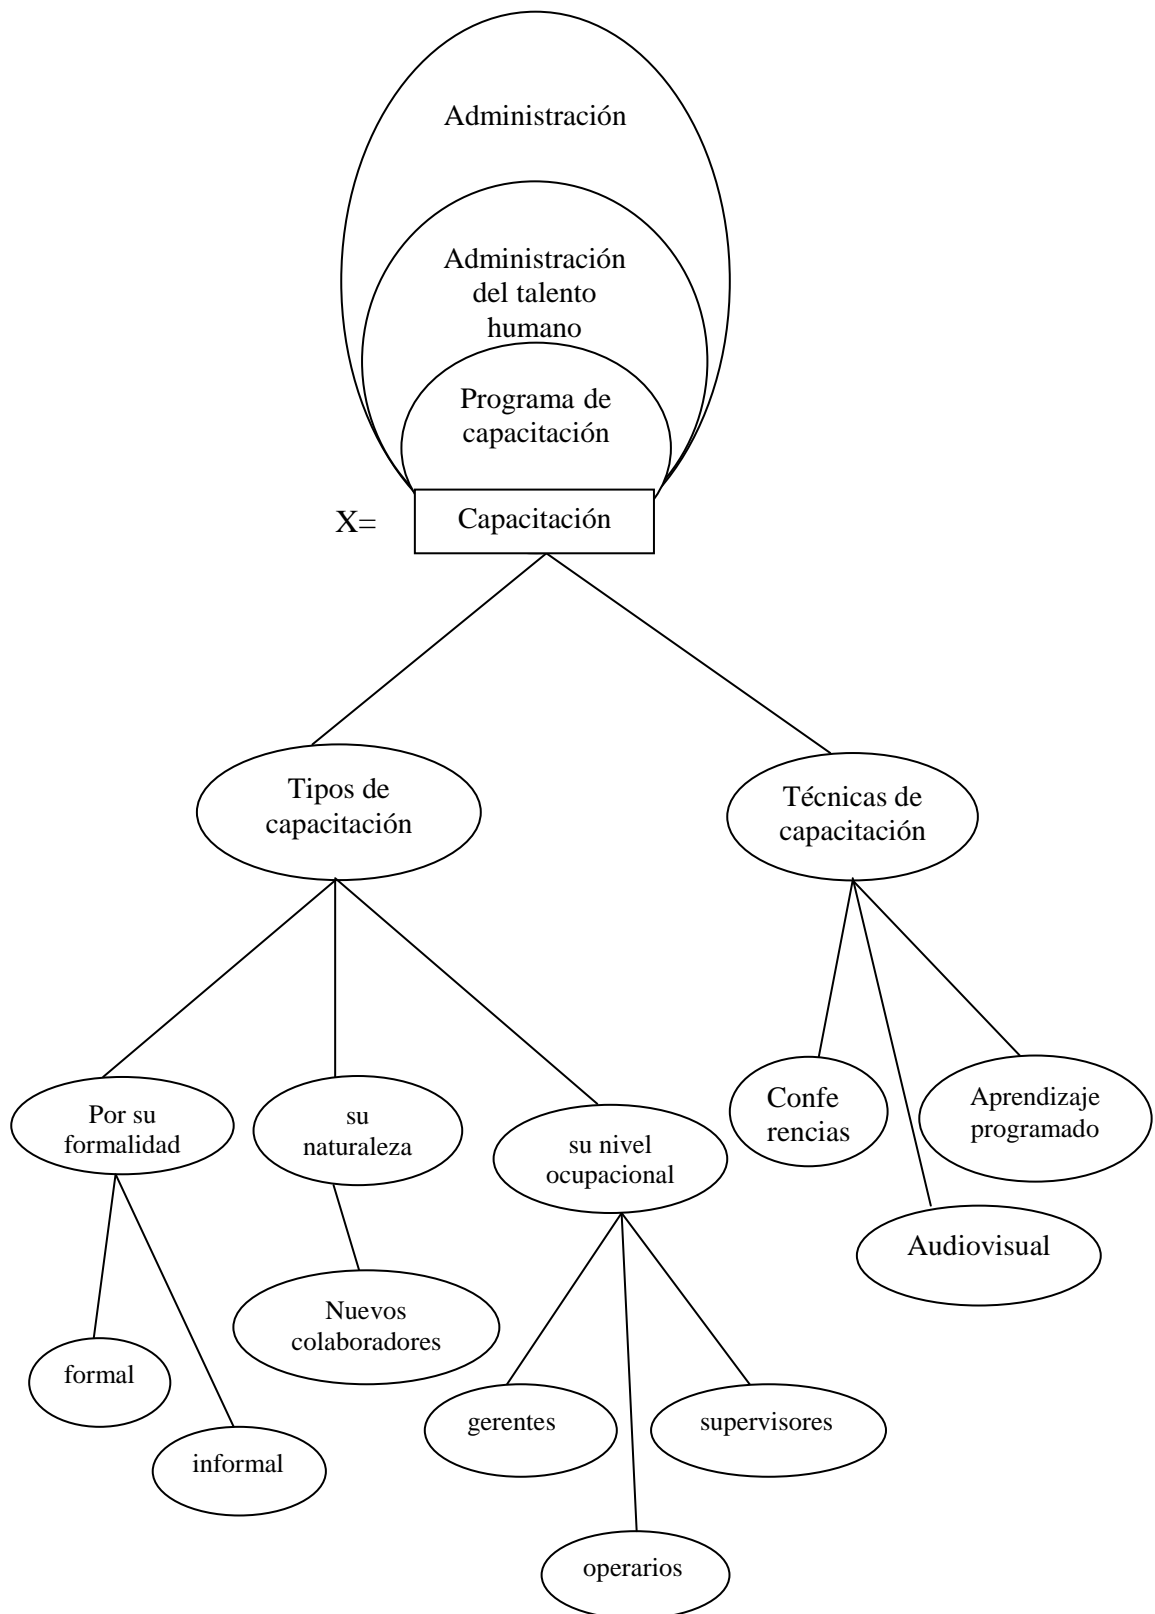 Administración
Administración
del talento
humano
Programa de
capacitación
X=
Capacitación
Tipos de
capacitación
Técnicas de
capacitación
Por su
formalidad
su
naturaleza
su nivel
ocupacional
Confe
rencias
Aprendizaje
programado
Audiovisual
Nuevos
colaboradores
formal
informal
gerentes
supervisores
operarios